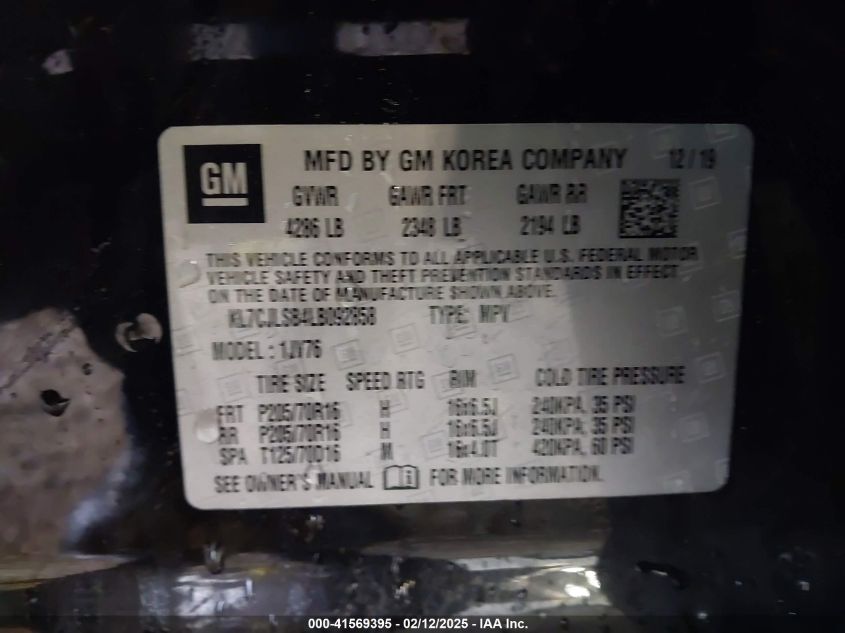 GM
MFD BY GM KOREA COMPANY 12/19
GVWR GAWR FRT GAWR RR
4286 LB 2348 LB 2194 LB
THIS VEHICLE CONFORMS TO ALL APPLICABLE U.S. FEDERAL MOTOR
VEHICLE SAFETY AND THEFT PREVENTION STANDARDS IN EFFECT
ON THE DATE OF MANUFACTURE SHOWN ABOVE.
KL7CJLSB4LB092858 TYPE: MPV
MODEL : 1JV76
TIRE SIZE SPEED RTG RIM COLD TIRE PRESSURE
FRT P205/70R16 H 16x6.5J 240KPA, 35 PSI
RR P205/70R16 H 16x6.5J 240KPA, 35 PSI
SPA T125/70D16 M 16x4.0T 420KPA, 60 PSI
SEE OWNER'S MANUAL FOR MORE INFORMATION.
000-41569395 - 02/12/2025 - IAA Inc.